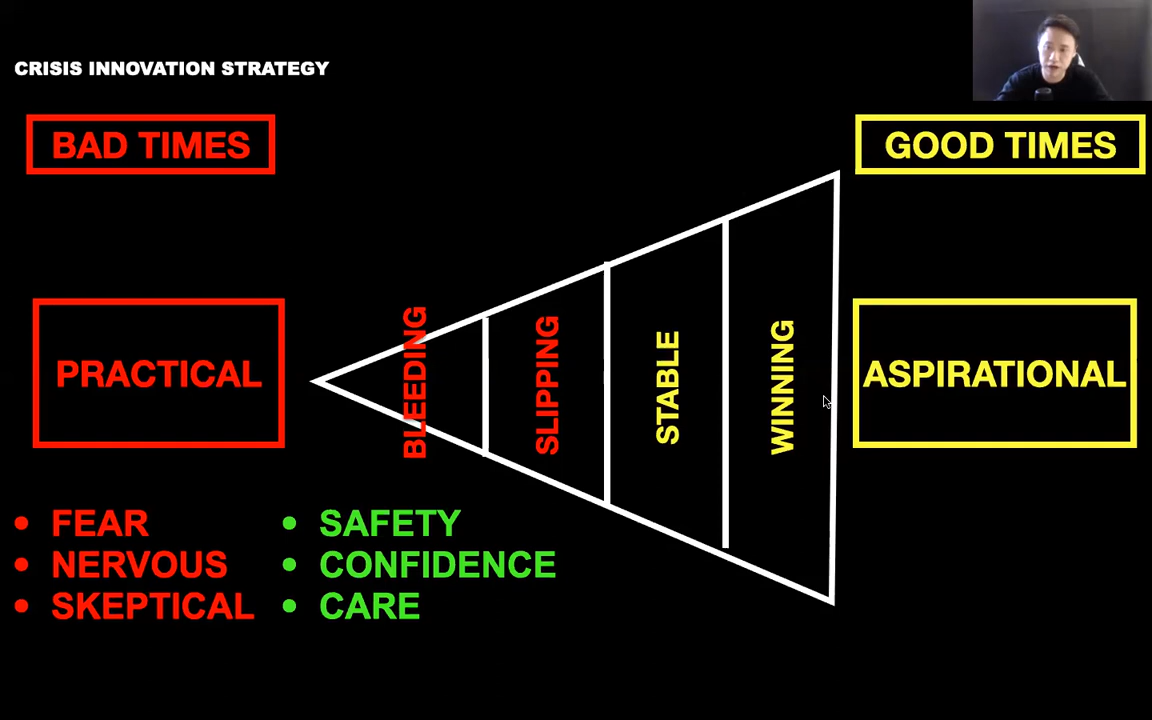 CRISIS INNOVATION STRATEGY
BAD TIMES
GOOD TIMES
PRACTICAL
BLEEDING
SLIPPING
STABLE
WINNING
ASPIRATIONAL
• FEAR
• NERVOUS
• SKEPTICAL
• SAFETY
• CONFIDENCE
• CARE